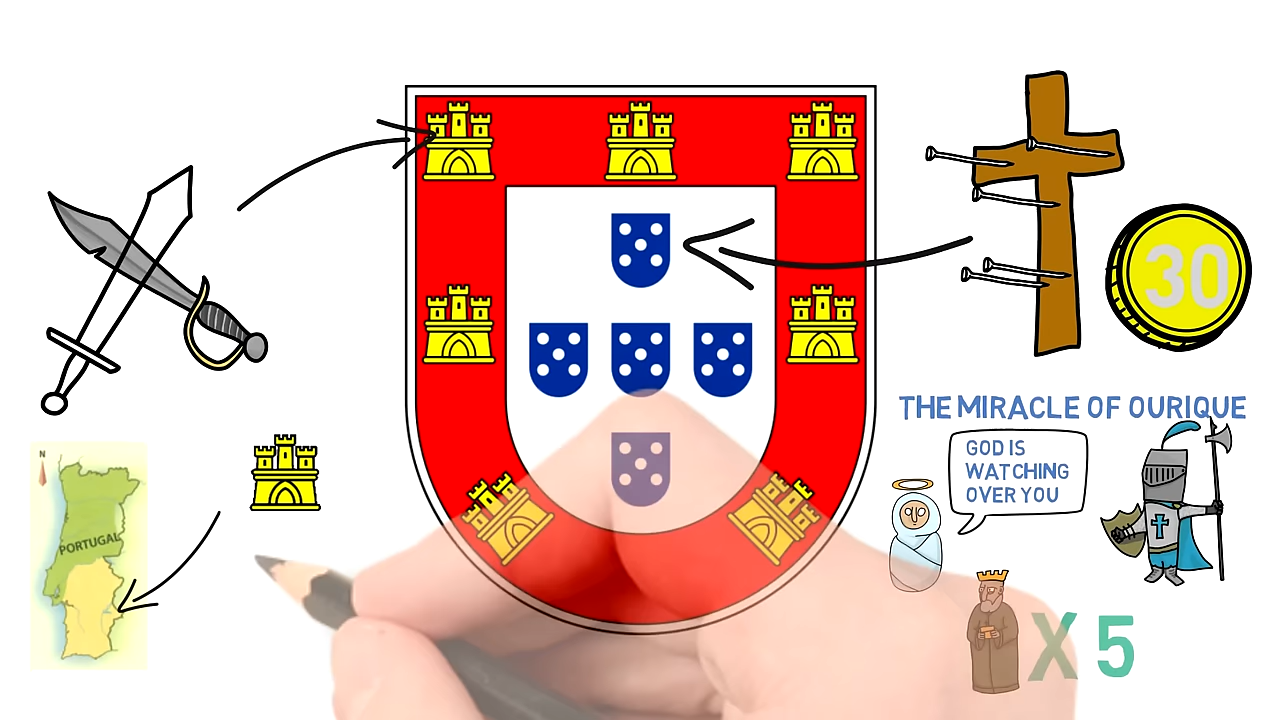 30
THE MIRACLE OF OURIQUE
GOD IS
WATCHING
OVER YOU
N
PORTUGAL
X 5